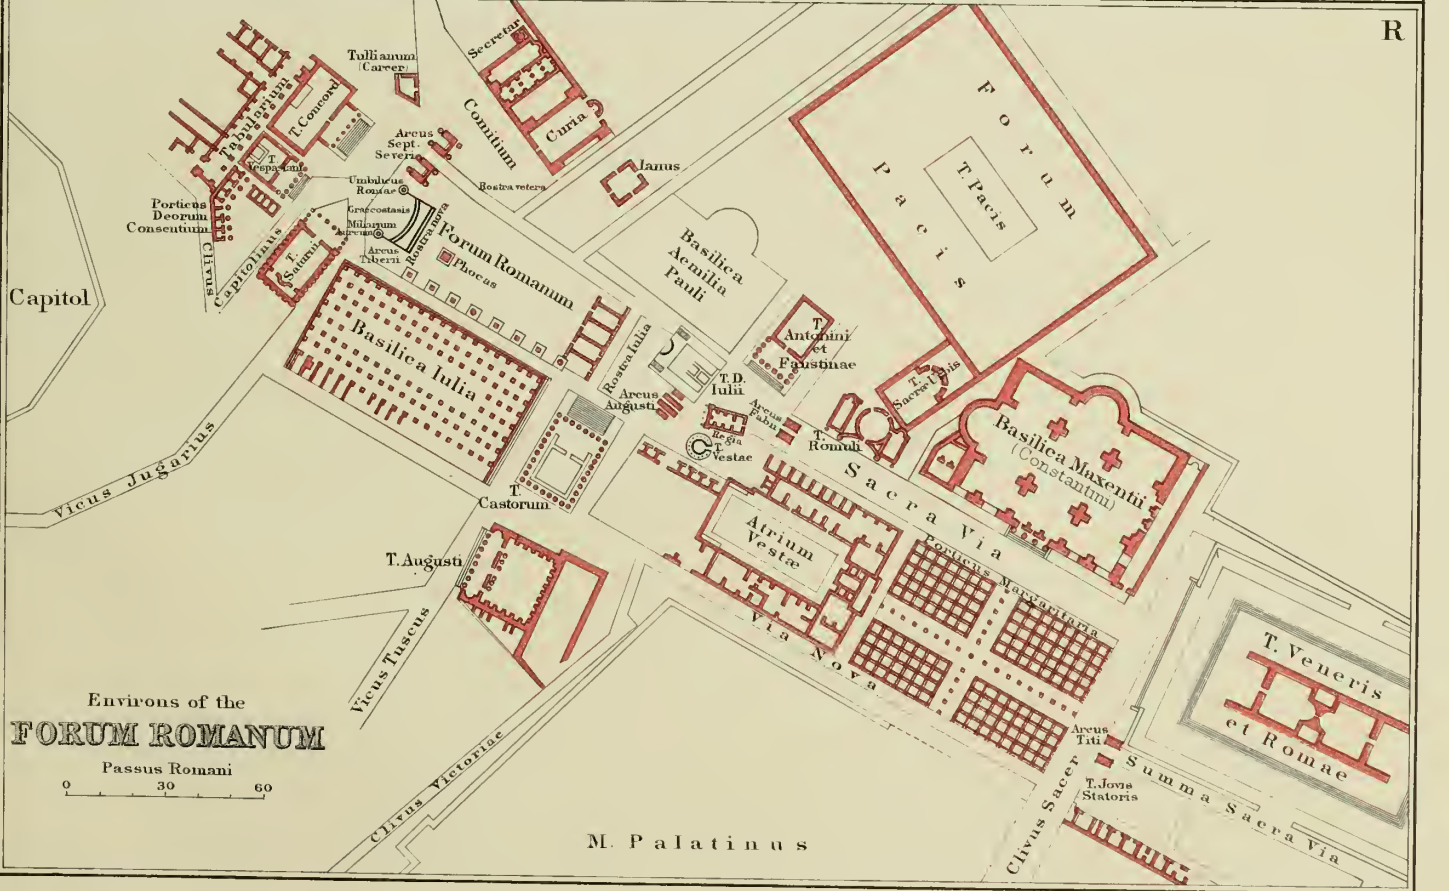 R
Secretar
Tullianum
(Carcer)
Tabularium
T. Concord
Comitium
Curia
Forum
Pacis
T. Pacis
Arcus
Sept.
Severi
Ianus
T.
Vespasiani
Umbilicus
Romae
Rostra vetera
Porticus
Deorum
Consentium
Graecostasis
Miliarium
Aureum
Rostra nova
Forum Romanum
Arcus
Tiberii
Phocas
Basilica
Aemilia
Pauli
Clivus
Capitolinus
T.
Saturni
Capitol
Basilica Iulia
Rostra Iulia
T.
Antonini
et
Faustinae
T. D.
Iulii
T.
Sacrae Urbis
Arcus
Augusti
Arcus
Fabii
Regia
T.
Vestae
T.
Romuli
Basilica Maxentii
(Constantini)
Sacra Via
Vicus Jugarius
T.
Castorum
Atrium
Vestæ
Porticus Margaritaria
T. Augusti
Vicus Tuscus
Via Nova
T. Veneris
et Romae
Environs of the
FORUM ROMANUM
Passus Romani
0 30 60
Clivus Victoriae
Arcus
Titi
Summa Sacra Via
T. Jovis
Statoris
Clivus Sacer
M. Palatinus